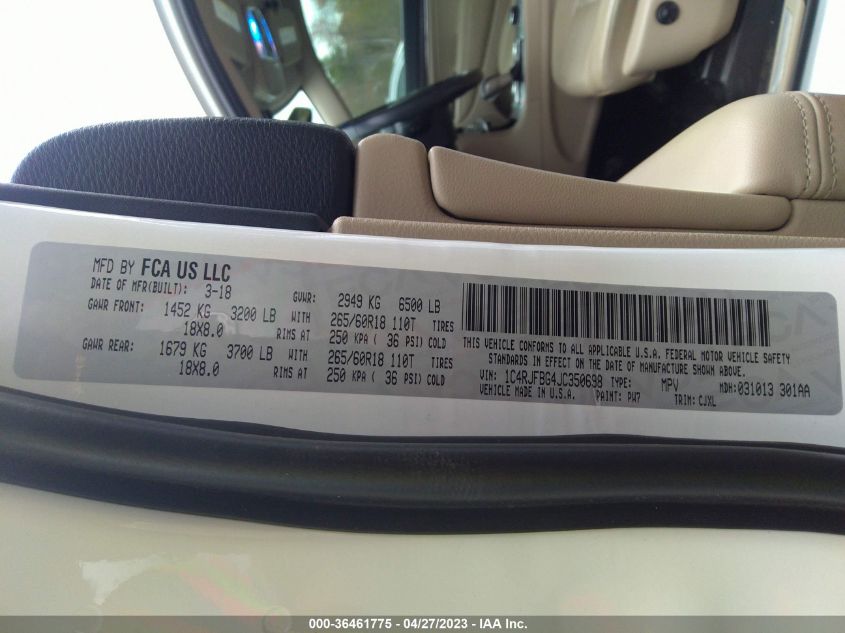 MFD BY FCA US LLC
DATE OF MFR(BUILT): 3-18 GVWR: 2949 KG 6500 LB
GAWR FRONT: 1452 KG 3200 LB WITH 265/60R18 110T TIRES
18X8.0 RIMS AT 250 KPA ( 36 PSI) COLD
GAWR REAR: 1679 KG 3700 LB WITH 265/60R18 110T TIRES
18X8.0 RIMS AT 250 KPA ( 36 PSI) COLD
THIS VEHICLE CONFORMS TO ALL APPLICABLE U.S.A. FEDERAL MOTOR VEHICLE SAFETY
STANDARDS IN EFFECT ON THE DATE OF MANUFACTURE SHOWN ABOVE.
VIN: 1C4RJFBG4JC350698 TYPE: MPV MDH: 031013 301AA
VEHICLE MADE IN U.S.A. PAINT: PW7 TRIM: CJXL
000-36461775 - 04/27/2023 - IAA Inc.